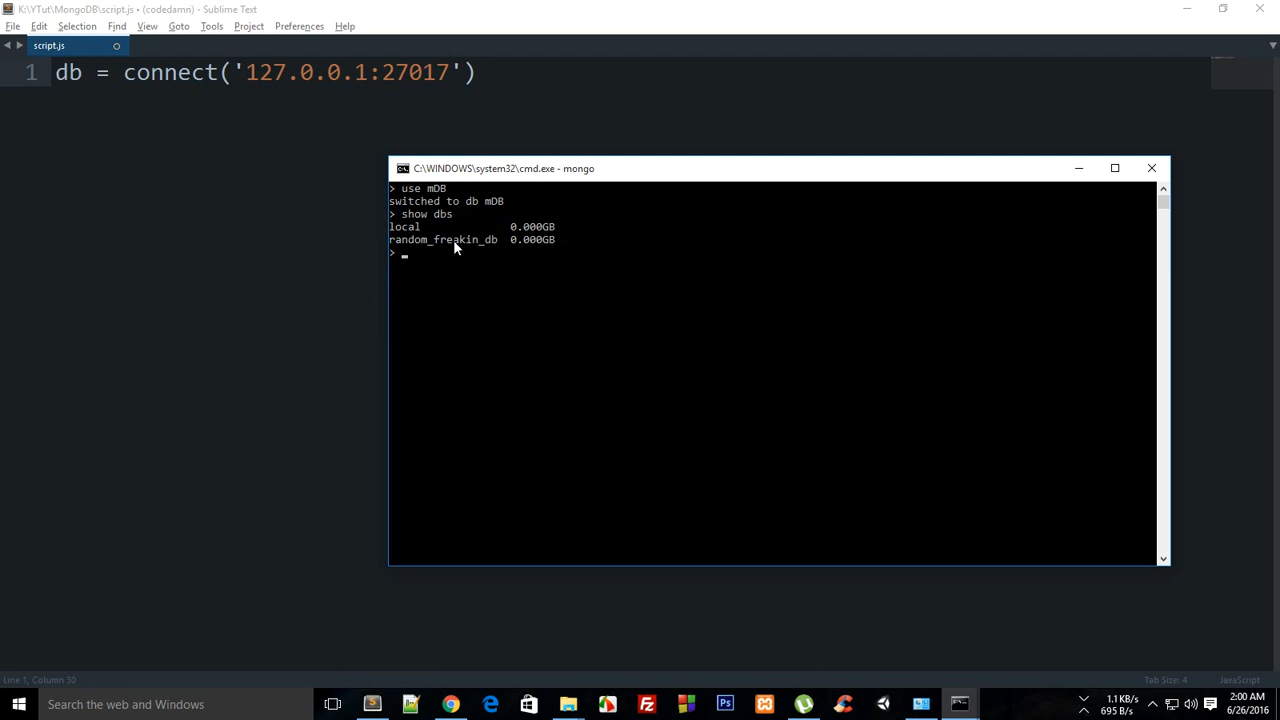 K:\YTut\MongoDB\script.js • (codedamn) - Sublime Text
File Edit Selection Find View Goto Tools Project Preferences Help
script.js
1 db = connect('127.0.0.1:27017')
C:\WINDOWS\system32\cmd.exe - mongo
> use mDB
switched to db mDB
> show dbs
local 0.000GB
random_freakin_db 0.000GB
>
Line 1, Column 30
Tab Size: 4
JavaScript
Search the web and Windows
Ps
1.1KB/s
695 B/s
2:00 AM
6/26/2016